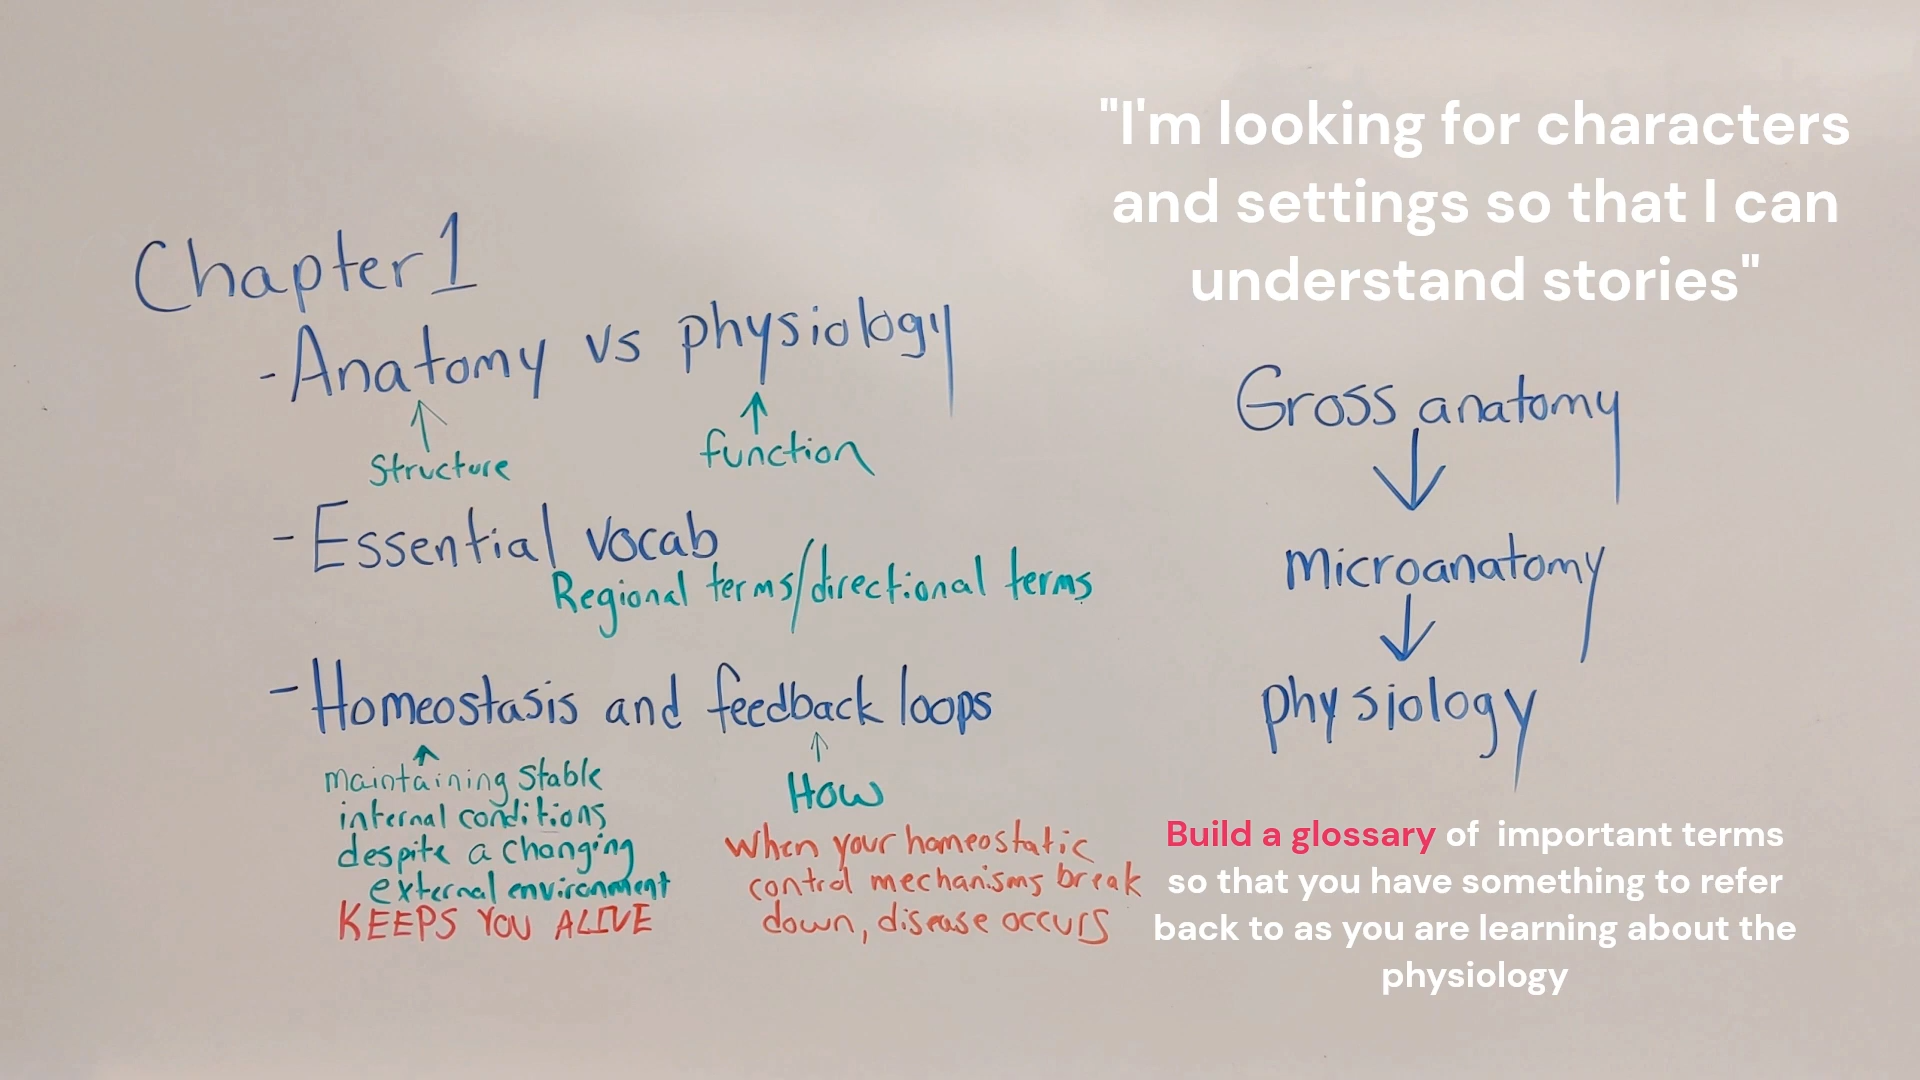 Chapter 1
- Anatomy vs physiology
Structure
function
- Essential vocab
Regional terms/directional terms
- Homeostasis and feedback loops
maintaining stable
internal conditions
despite a changing
external environment
KEEPS YOU ALIVE
How
When your homeostatic
control mechanisms break
down, disease occurs
"I'm looking for characters
and settings so that I can
understand stories"
Gross anatomy
microanatomy
physiology
Build a glossary of important terms
so that you have something to refer
back to as you are learning about the
physiology